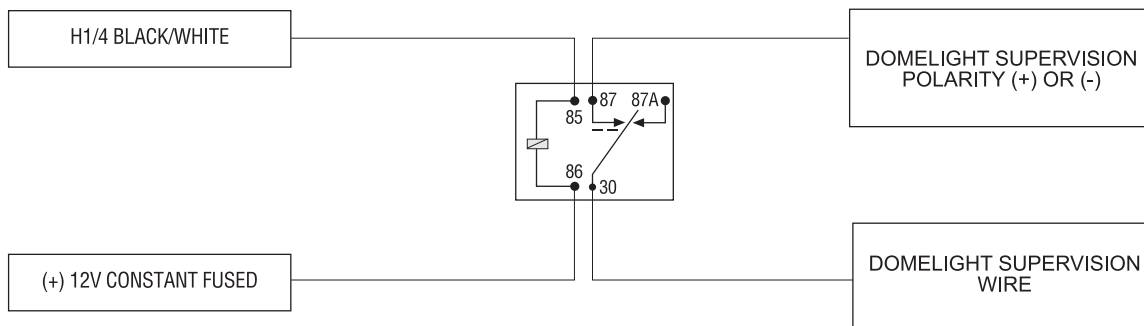 H1/4 BLACK/WHITE
DOMELIGHT SUPERVISION
POLARITY (+) OR (-)
87 87A
85
86
30
(+) 12V CONSTANT FUSED
DOMELIGHT SUPERVISION
WIRE